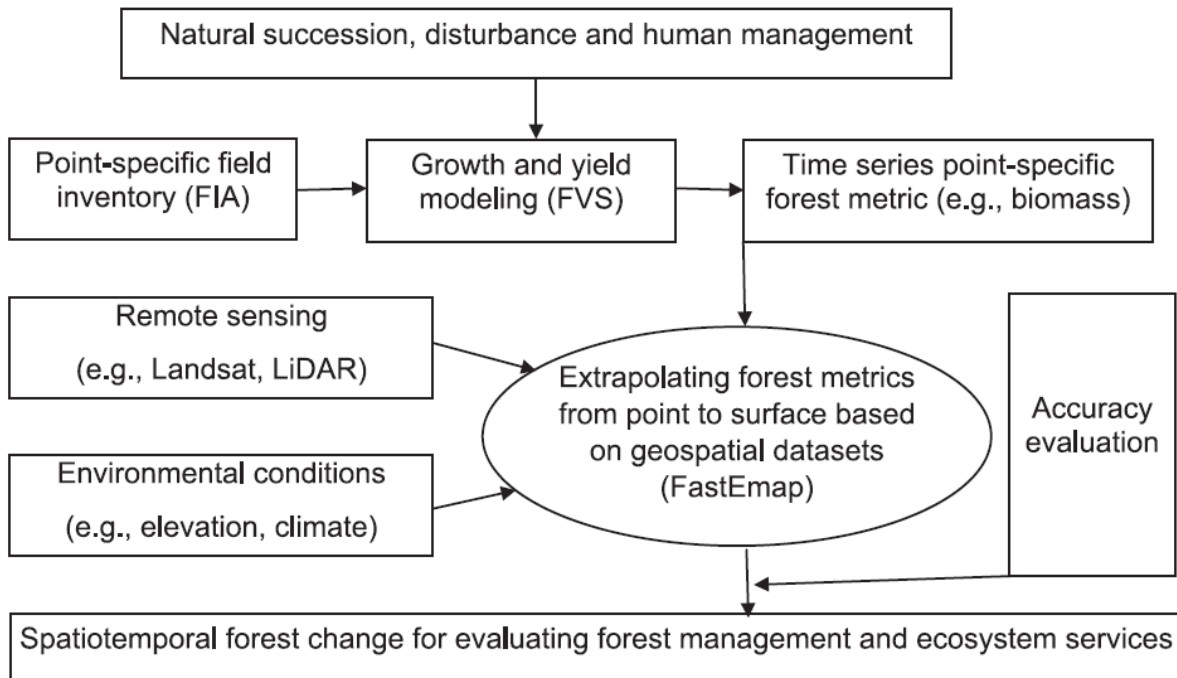 Natural succession, disturbance and human management
Point-specific field
inventory (FIA)
Growth and yield
modeling (FVS)
Time series point-specific
forest metric (e.g., biomass)
Remote sensing
(e.g., Landsat, LiDAR)
Environmental conditions
(e.g., elevation, climate)
Extrapolating forest metrics
from point to surface based
on geospatial datasets
(FastEmap)
Accuracy
evaluation
Spatiotemporal forest change for evaluating forest management and ecosystem services